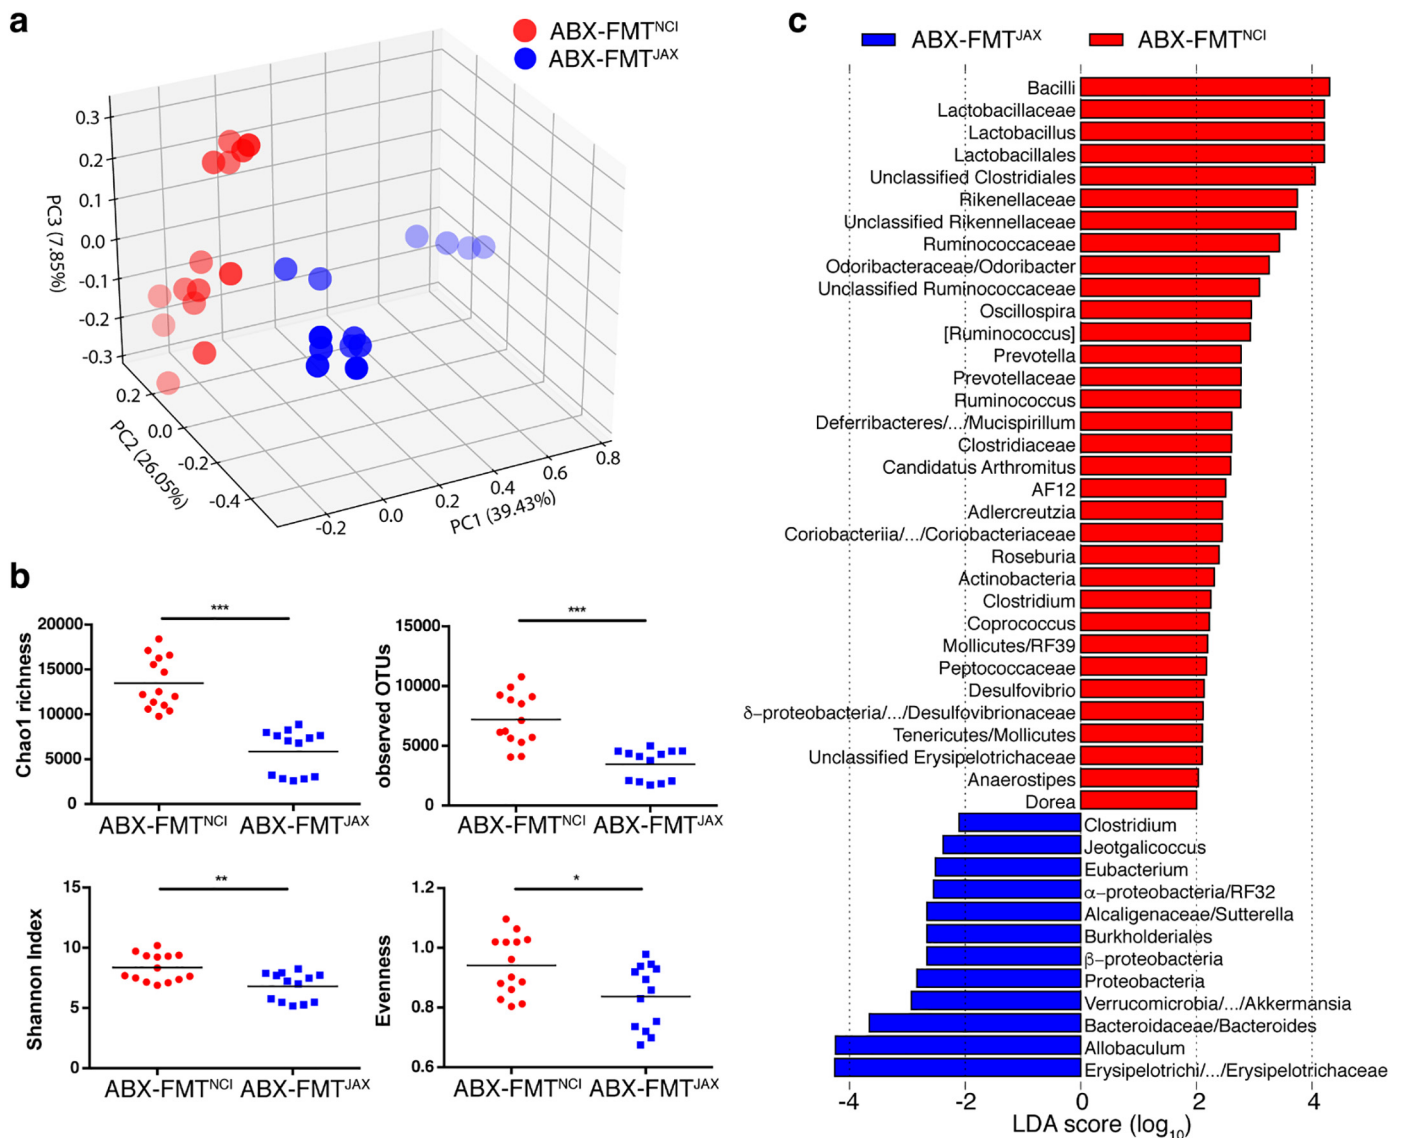 a
ABX-FMTNCI
ABX-FMTJAX
0.3
0.2
0.1
0.0
-0.1
-0.2
-0.3
PC3 (7.85%)
0.2
0.0
-0.2
-0.4
PC2 (26.05%)
-0.2
0.0
0.2
0.4
0.6
0.8
PC1 (39.43%)
b
Chao1 richness
20000
15000
10000
5000
0
***
ABX-FMTNCI ABX-FMTJAX
observed OTUs
15000
10000
5000
0
***
ABX-FMTNCI ABX-FMTJAX
Shannon Index
15
10
5
0
**
ABX-FMTNCI ABX-FMTJAX
Evenness
1.2
1.0
0.8
0.6
*
ABX-FMTNCI ABX-FMTJAX
c
ABX-FMTJAX ABX-FMTNCI
Bacilli
Lactobacillaceae
Lactobacillus
Lactobacillales
Unclassified Clostridiales
Rikenellaceae
Unclassified Rikennellaceae
Ruminococcaceae
Odoribacteraceae/Odoribacter
Unclassified Ruminococcaceae
Oscillospira
[Ruminococcus]
Prevotella
Prevotellaceae
Ruminococcus
Deferribacteres/.../Mucispirillum
Clostridiaceae
Candidatus Arthromitus
AF12
Adlercreutzia
Coriobacteriia/.../Coriobacteriaceae
Roseburia
Actinobacteria
Clostridium
Coprococcus
Mollicutes/RF39
Peptococcaceae
Desulfovibrio
δ−proteobacteria/.../Desulfovibrionaceae
Tenericutes/Mollicutes
Unclassified Erysipelotrichaceae
Anaerostipes
Dorea
Clostridium
Jeotgalicoccus
Eubacterium
α−proteobacteria/RF32
Alcaligenaceae/Sutterella
Burkholderiales
β−proteobacteria
Proteobacteria
Verrucomicrobia/.../Akkermansia
Bacteroidaceae/Bacteroides
Allobaculum
Erysipelotrichi/.../Erysipelotrichaceae
-4 -2 0 2 4
LDA score (log10)